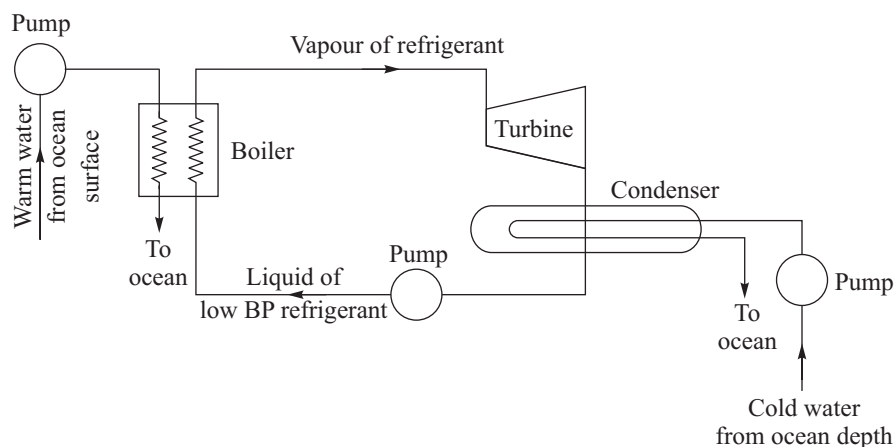 Pump
Vapour of refrigerant
Warm water
from ocean
surface
Boiler
Turbine
Condenser
To
ocean
Liquid of
low BP refrigerant
Pump
Pump
To
ocean
Cold water
from ocean depth